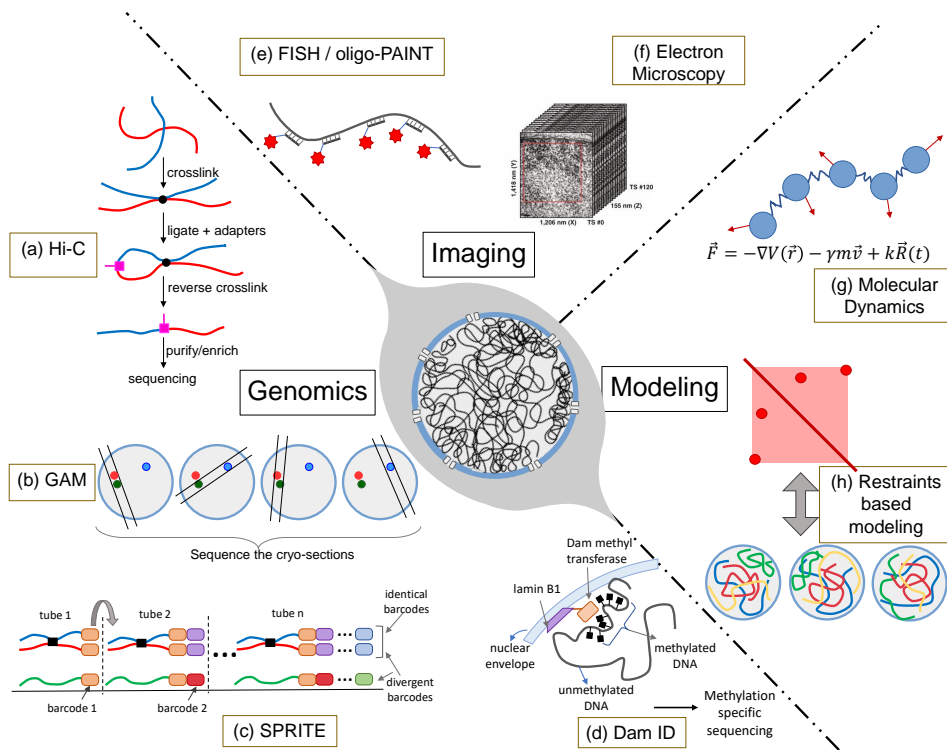 (e) FISH / oligo-PAINT
(f) Electron
Microscopy
1,418 nm (Y)
TS #120
155 nm (Z)
1,206 nm (X)
TS #0
Imaging
crosslink
ligate + adapters
(a) Hi-C
reverse crosslink
purify/enrich
sequencing
Genomics
Modeling
F⃗ = −∇V(r⃗) − γmv⃗ + kR⃗(t)
(g) Molecular
Dynamics
(b) GAM
Sequence the cryo-sections
(h) Restraints
based
modeling
tube 1
tube 2
tube n
identical
barcodes
divergent
barcodes
barcode 1
barcode 2
(c) SPRITE
Dam methyl
transferase
lamin B1
nuclear
envelope
methylated
DNA
unmethylated
DNA
Methylation
specific
sequencing
(d) Dam ID